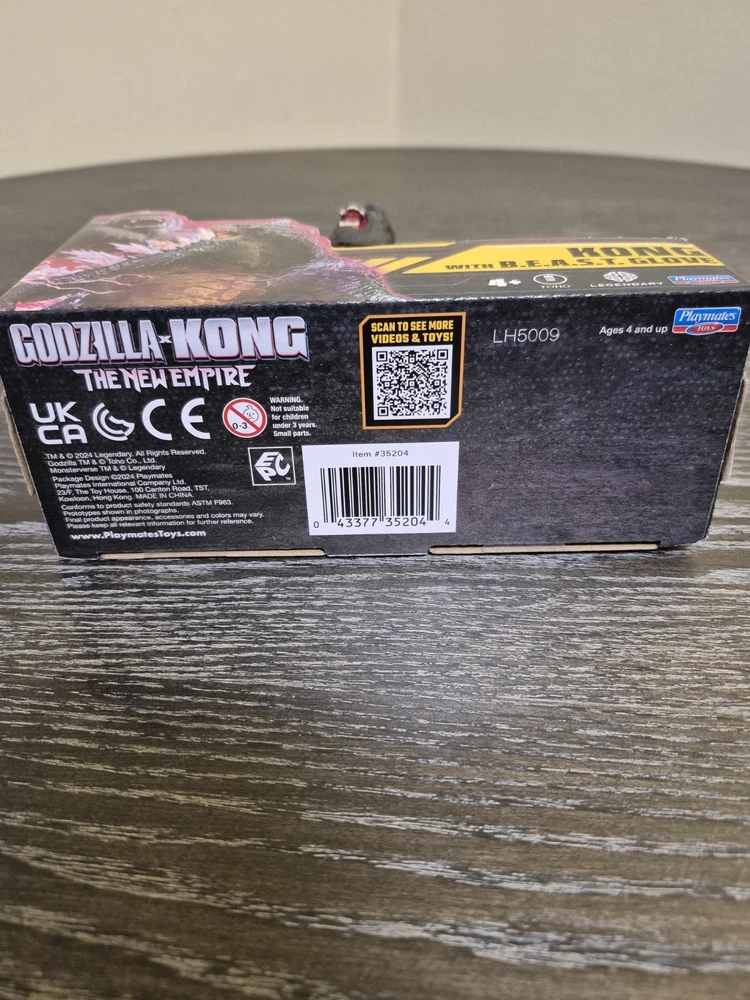 KONG
WITH B.E.A.S.T. GLOVE
4+
TOHO
LEGENDARY
Playmates
GODZILLA x KONG
THE NEW EMPIRE
SCAN TO SEE MORE
VIDEOS & TOYS!
LH5009
Ages 4 and up
Playmates
TOYS
UK
CA
CE
0-3
WARNING.
Not suitable
for children
under 3 years.
Small parts.
TM & © 2024 Legendary. All Rights Reserved.
Godzilla TM & © Toho Co., Ltd.
Monsterverse TM & © Legendary
Package Design ©2024 Playmates
Playmates International Company Ltd.
23/F, The Toy House, 100 Canton Road, TST,
Kowloon, Hong Kong. MADE IN CHINA.
Conforms to product safety standards ASTM F963.
Prototypes shown in photographs.
Final product appearance, accessories and colors may vary.
Please keep all relevant information for further reference.
www.PlaymatesToys.com
Item #35204
0 43377 35204 4